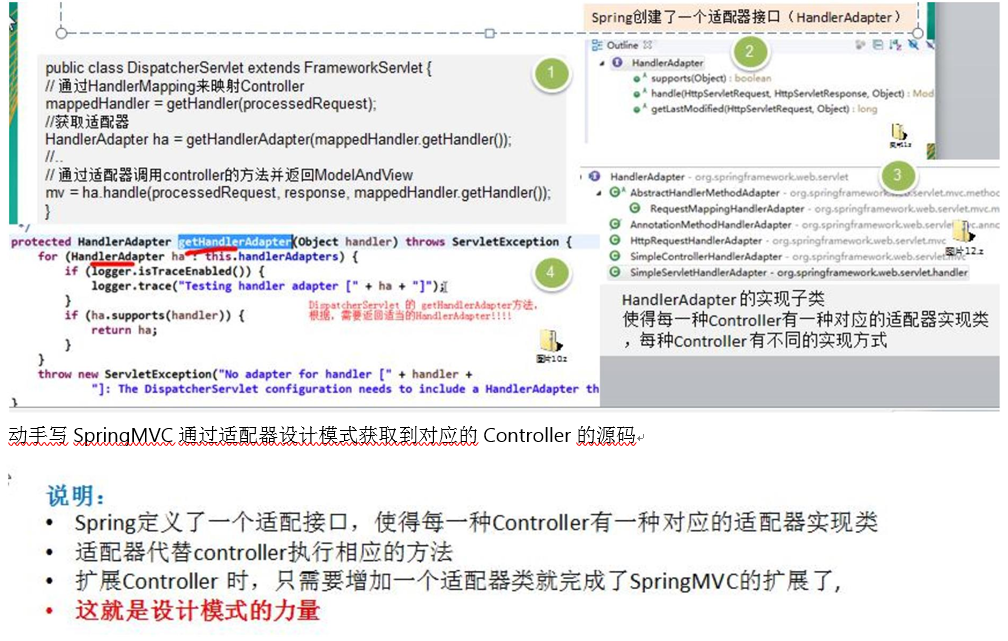 Spring创建了一个适配器接口（HandlerAdapter）
public class DispatcherServlet extends FrameworkServlet {
// 通过HandlerMapping来映射Controller
mappedHandler = getHandler(processedRequest);
//获取适配器
HandlerAdapter ha = getHandlerAdapter(mappedHandler.getHandler());
//..
// 通过适配器调用controller的方法并返回ModelAndView
mv = ha.handle(processedRequest, response, mappedHandler.getHandler());
}
1
Outline
2
HandlerAdapter
supports(Object) : boolean
handle(HttpServletRequest, HttpServletResponse, Object) : Mod
getLastModified(HttpServletRequest, Object) : long
3
HandlerAdapter - org.springframework.web.servlet
AbstractHandlerMethodAdapter - org.springframework.web.servlet.mvc.method
RequestMappingHandlerAdapter - org.springframework.web.servlet.mvc.m
AnnotationMethodHandlerAdapter - org.springframework.web.servlet.mvc.annc
HttpRequestHandlerAdapter - org.springframework.web.servlet.mvc
SimpleControllerHandlerAdapter - org.springframework.web.servlet.mvc
SimpleServletHandlerAdapter - org.springframework.web.servlet.handler
图片12.z
HandlerAdapter 的实现子类
使得每一种Controller有一种对应的适配器实现类
，每种Controller 有不同的实现方式
*/
protected HandlerAdapter getHandlerAdapter(Object handler) throws ServletException {
for (HandlerAdapter ha : this.handlerAdapters) {
if (logger.isTraceEnabled()) {
logger.trace("Testing handler adapter [" + ha + "]");
}
if (ha.supports(handler)) {
return ha;
}
}
throw new ServletException("No adapter for handler [" + handler +
"]: The DispatcherServlet configuration needs to include a HandlerAdapter th
}
4
DispatcherServlet 的 getHandlerAdapter方法，
根据，需要返回适当的HandlerAdapter!!!!
图片10.z
动手写 SpringMVC 通过适配器设计模式获取到对应的 Controller 的源码
说明：
• Spring定义了一个适配接口，使得每一种Controller有一种对应的适配器实现类
• 适配器代替controller执行相应的方法
• 扩展Controller 时，只需要增加一个适配器类就完成了SpringMVC的扩展了,
• 这就是设计模式的力量